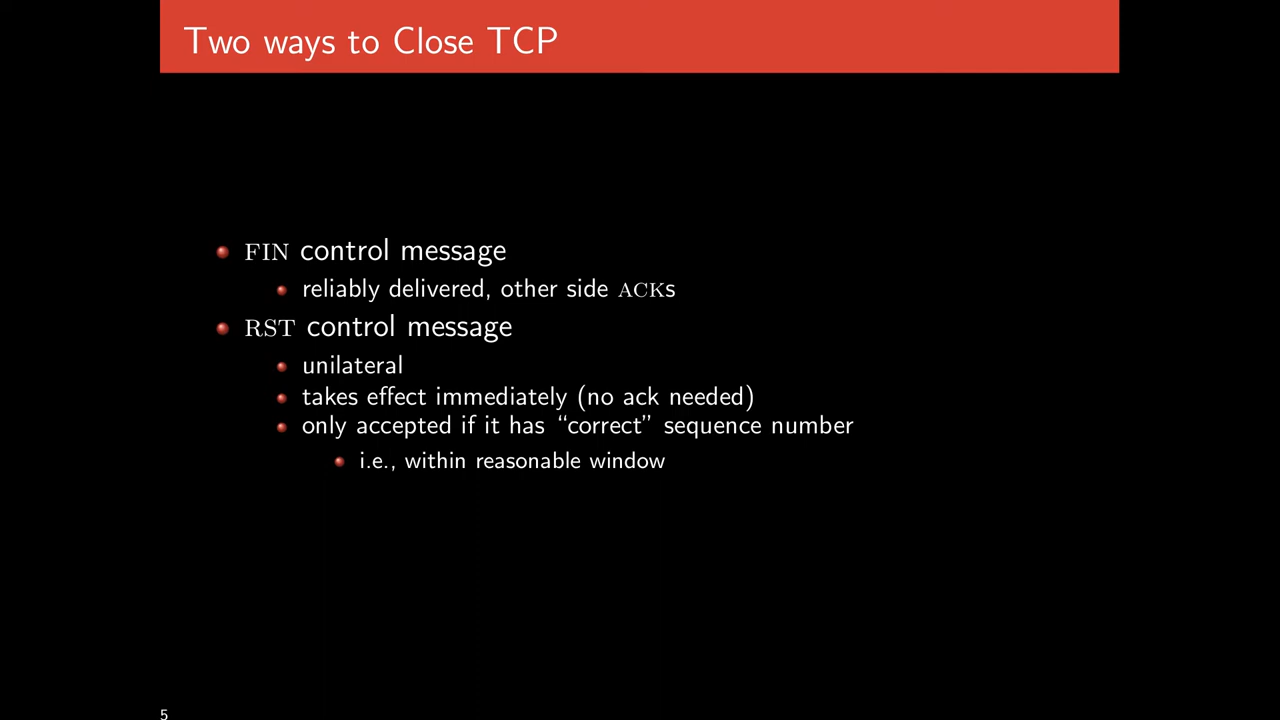 Two ways to Close TCP
FIN control message
reliably delivered, other side ACKs
RST control message
unilateral
takes effect immediately (no ack needed)
only accepted if it has “correct” sequence number
i.e., within reasonable window
5